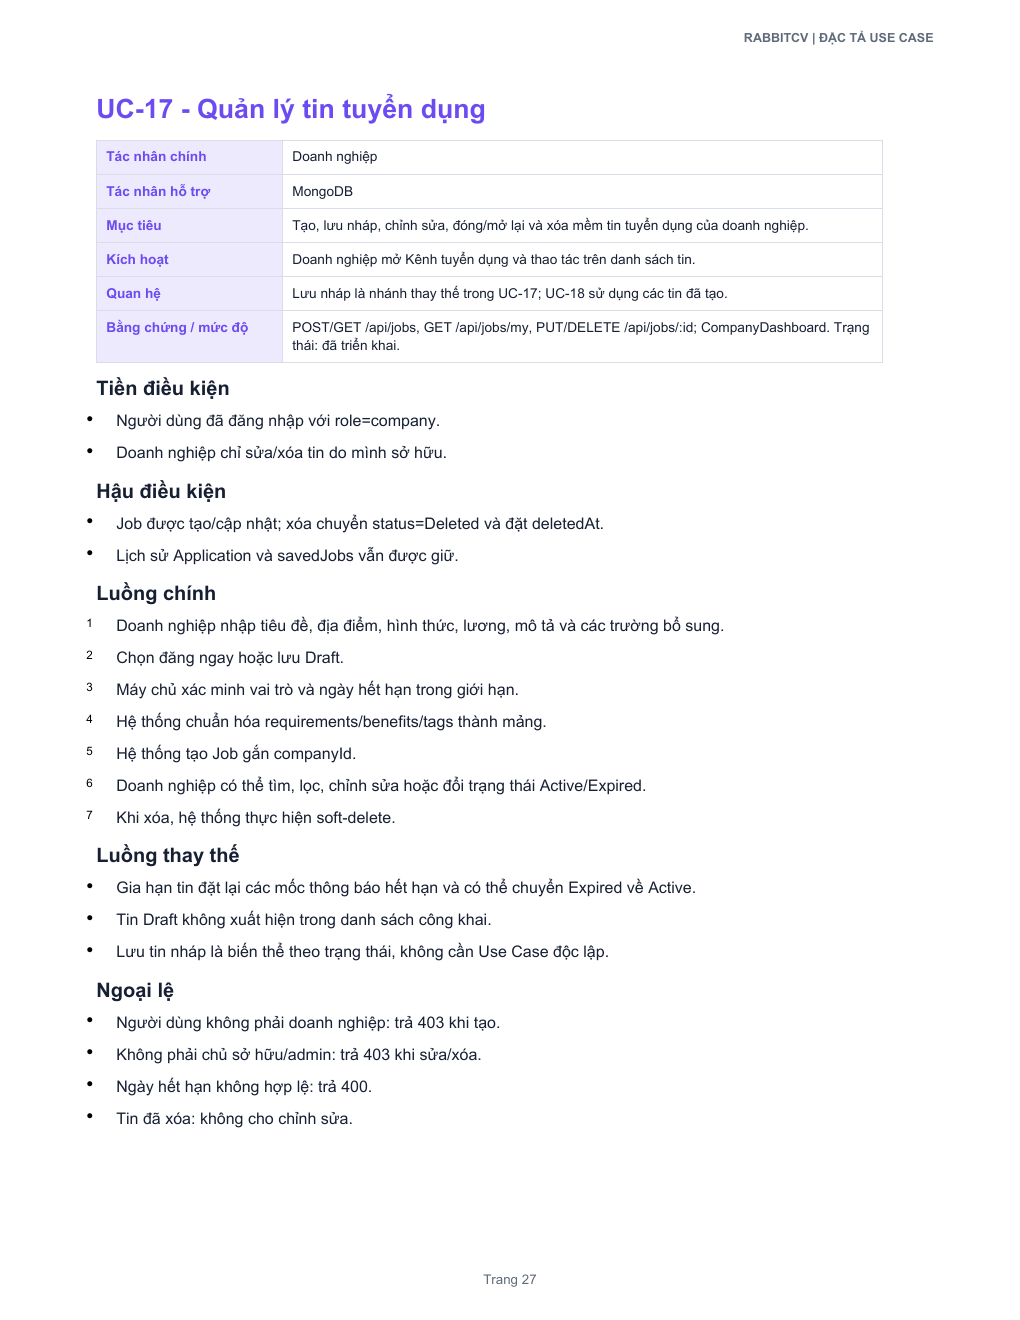 RABBITCV | ĐẶC TẢ USE CASE
UC-17 - Quản lý tin tuyển dụng
Tác nhân chính Doanh nghiệp
Tác nhân hỗ trợ MongoDB
Mục tiêu Tạo, lưu nháp, chỉnh sửa, đóng/mở lại và xóa mềm tin tuyển dụng của doanh nghiệp.
Kích hoạt Doanh nghiệp mở Kênh tuyển dụng và thao tác trên danh sách tin.
Quan hệ Lưu nháp là nhánh thay thế trong UC-17; UC-18 sử dụng các tin đã tạo.
Bằng chứng / mức độ POST/GET /api/jobs, GET /api/jobs/my, PUT/DELETE /api/jobs/:id; CompanyDashboard. Trạng
thái: đã triển khai.
Tiền điều kiện
• Người dùng đã đăng nhập với role=company.
• Doanh nghiệp chỉ sửa/xóa tin do mình sở hữu.
Hậu điều kiện
• Job được tạo/cập nhật; xóa chuyển status=Deleted và đặt deletedAt.
• Lịch sử Application và savedJobs vẫn được giữ.
Luồng chính
1 Doanh nghiệp nhập tiêu đề, địa điểm, hình thức, lương, mô tả và các trường bổ sung.
2 Chọn đăng ngay hoặc lưu Draft.
3 Máy chủ xác minh vai trò và ngày hết hạn trong giới hạn.
4 Hệ thống chuẩn hóa requirements/benefits/tags thành mảng.
5 Hệ thống tạo Job gắn companyId.
6 Doanh nghiệp có thể tìm, lọc, chỉnh sửa hoặc đổi trạng thái Active/Expired.
7 Khi xóa, hệ thống thực hiện soft-delete.
Luồng thay thế
• Gia hạn tin đặt lại các mốc thông báo hết hạn và có thể chuyển Expired về Active.
• Tin Draft không xuất hiện trong danh sách công khai.
• Lưu tin nháp là biến thể theo trạng thái, không cần Use Case độc lập.
Ngoại lệ
• Người dùng không phải doanh nghiệp: trả 403 khi tạo.
• Không phải chủ sở hữu/admin: trả 403 khi sửa/xóa.
• Ngày hết hạn không hợp lệ: trả 400.
• Tin đã xóa: không cho chỉnh sửa.
Trang 27